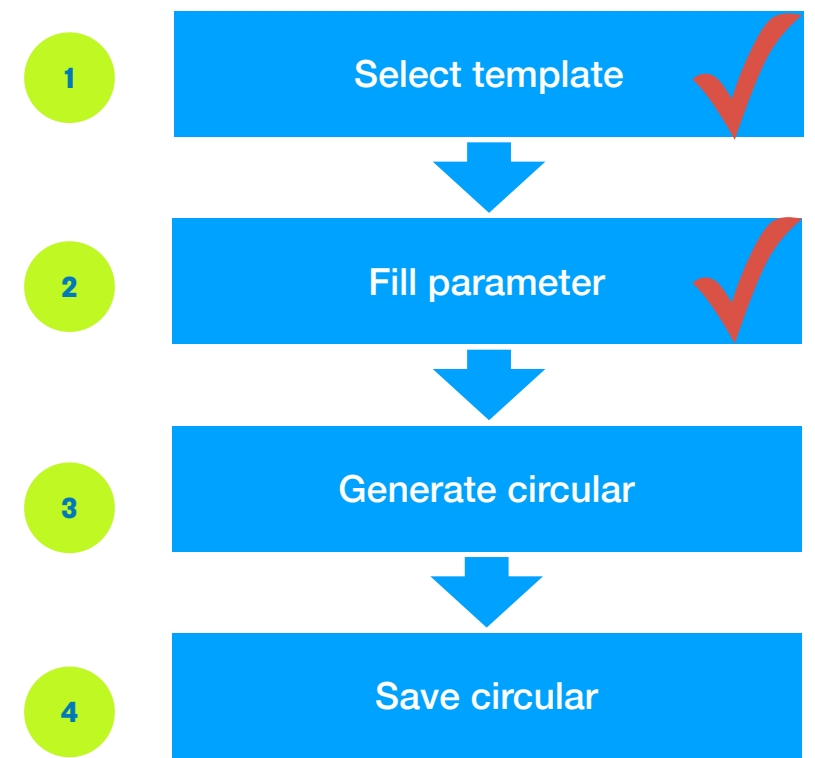 1
Select template
2
Fill parameter
3
Generate circular
4
Save circular